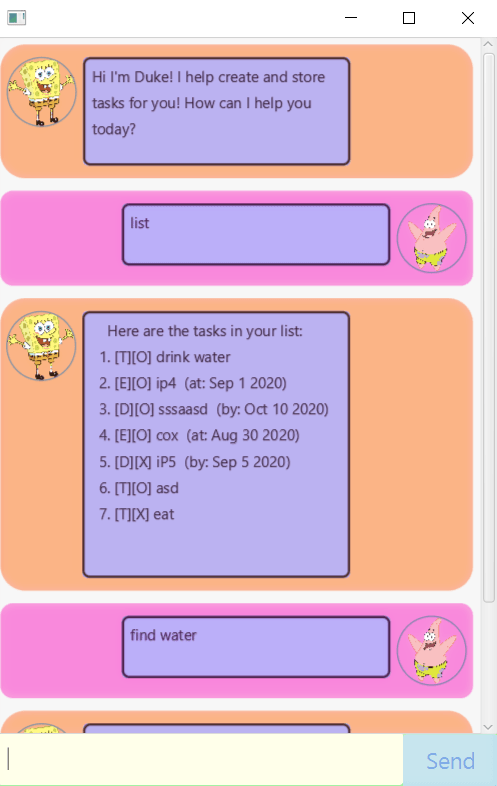 Hi I'm Duke! I help create and store
tasks for you! How can I help you
today?
list
Here are the tasks in your list:
1. [T][O] drink water
2. [E][O] ip4  (at: Sep 1 2020)
3. [D][O] sssaasd  (by: Oct 10 2020)
4. [E][O] cox  (at: Aug 30 2020)
5. [D][X] iP5  (by: Sep 5 2020)
6. [T][O] asd
7. [T][X] eat
find water
Send